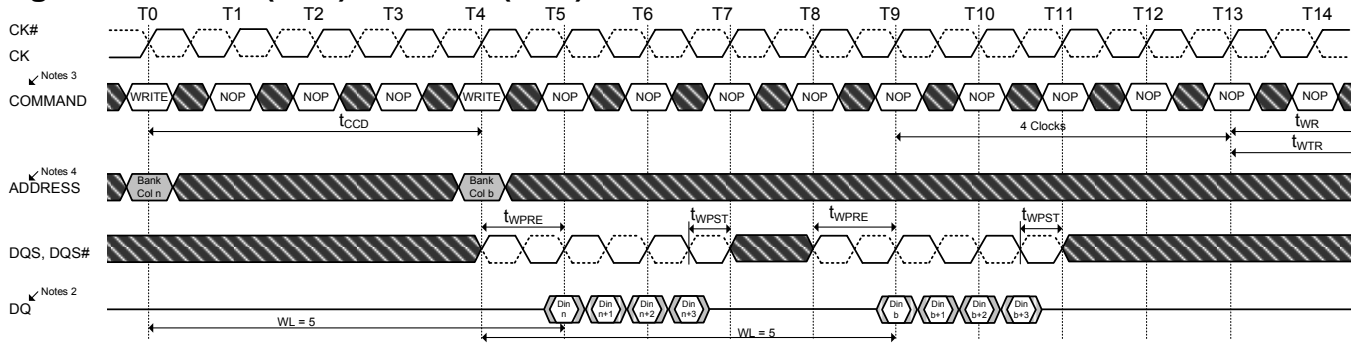 T0 T1 T2 T3 T4 T5 T6 T7 T8 T9 T10 T11 T12 T13 T14
CK#
CK
Notes 3
COMMAND WRITE NOP NOP NOP WRITE NOP NOP NOP NOP NOP NOP NOP NOP NOP NOP
tCCD 4 Clocks tWR
tWTR
Notes 4
ADDRESS
Bank Col n
Bank Col b
tWPRE tWPST tWPRE tWPST
DQS, DQS#
Notes 2
DQ
Din n
Din n+1
Din n+2
Din n+3
Din b
Din b+1
Din b+2
Din b+3
WL = 5
WL = 5